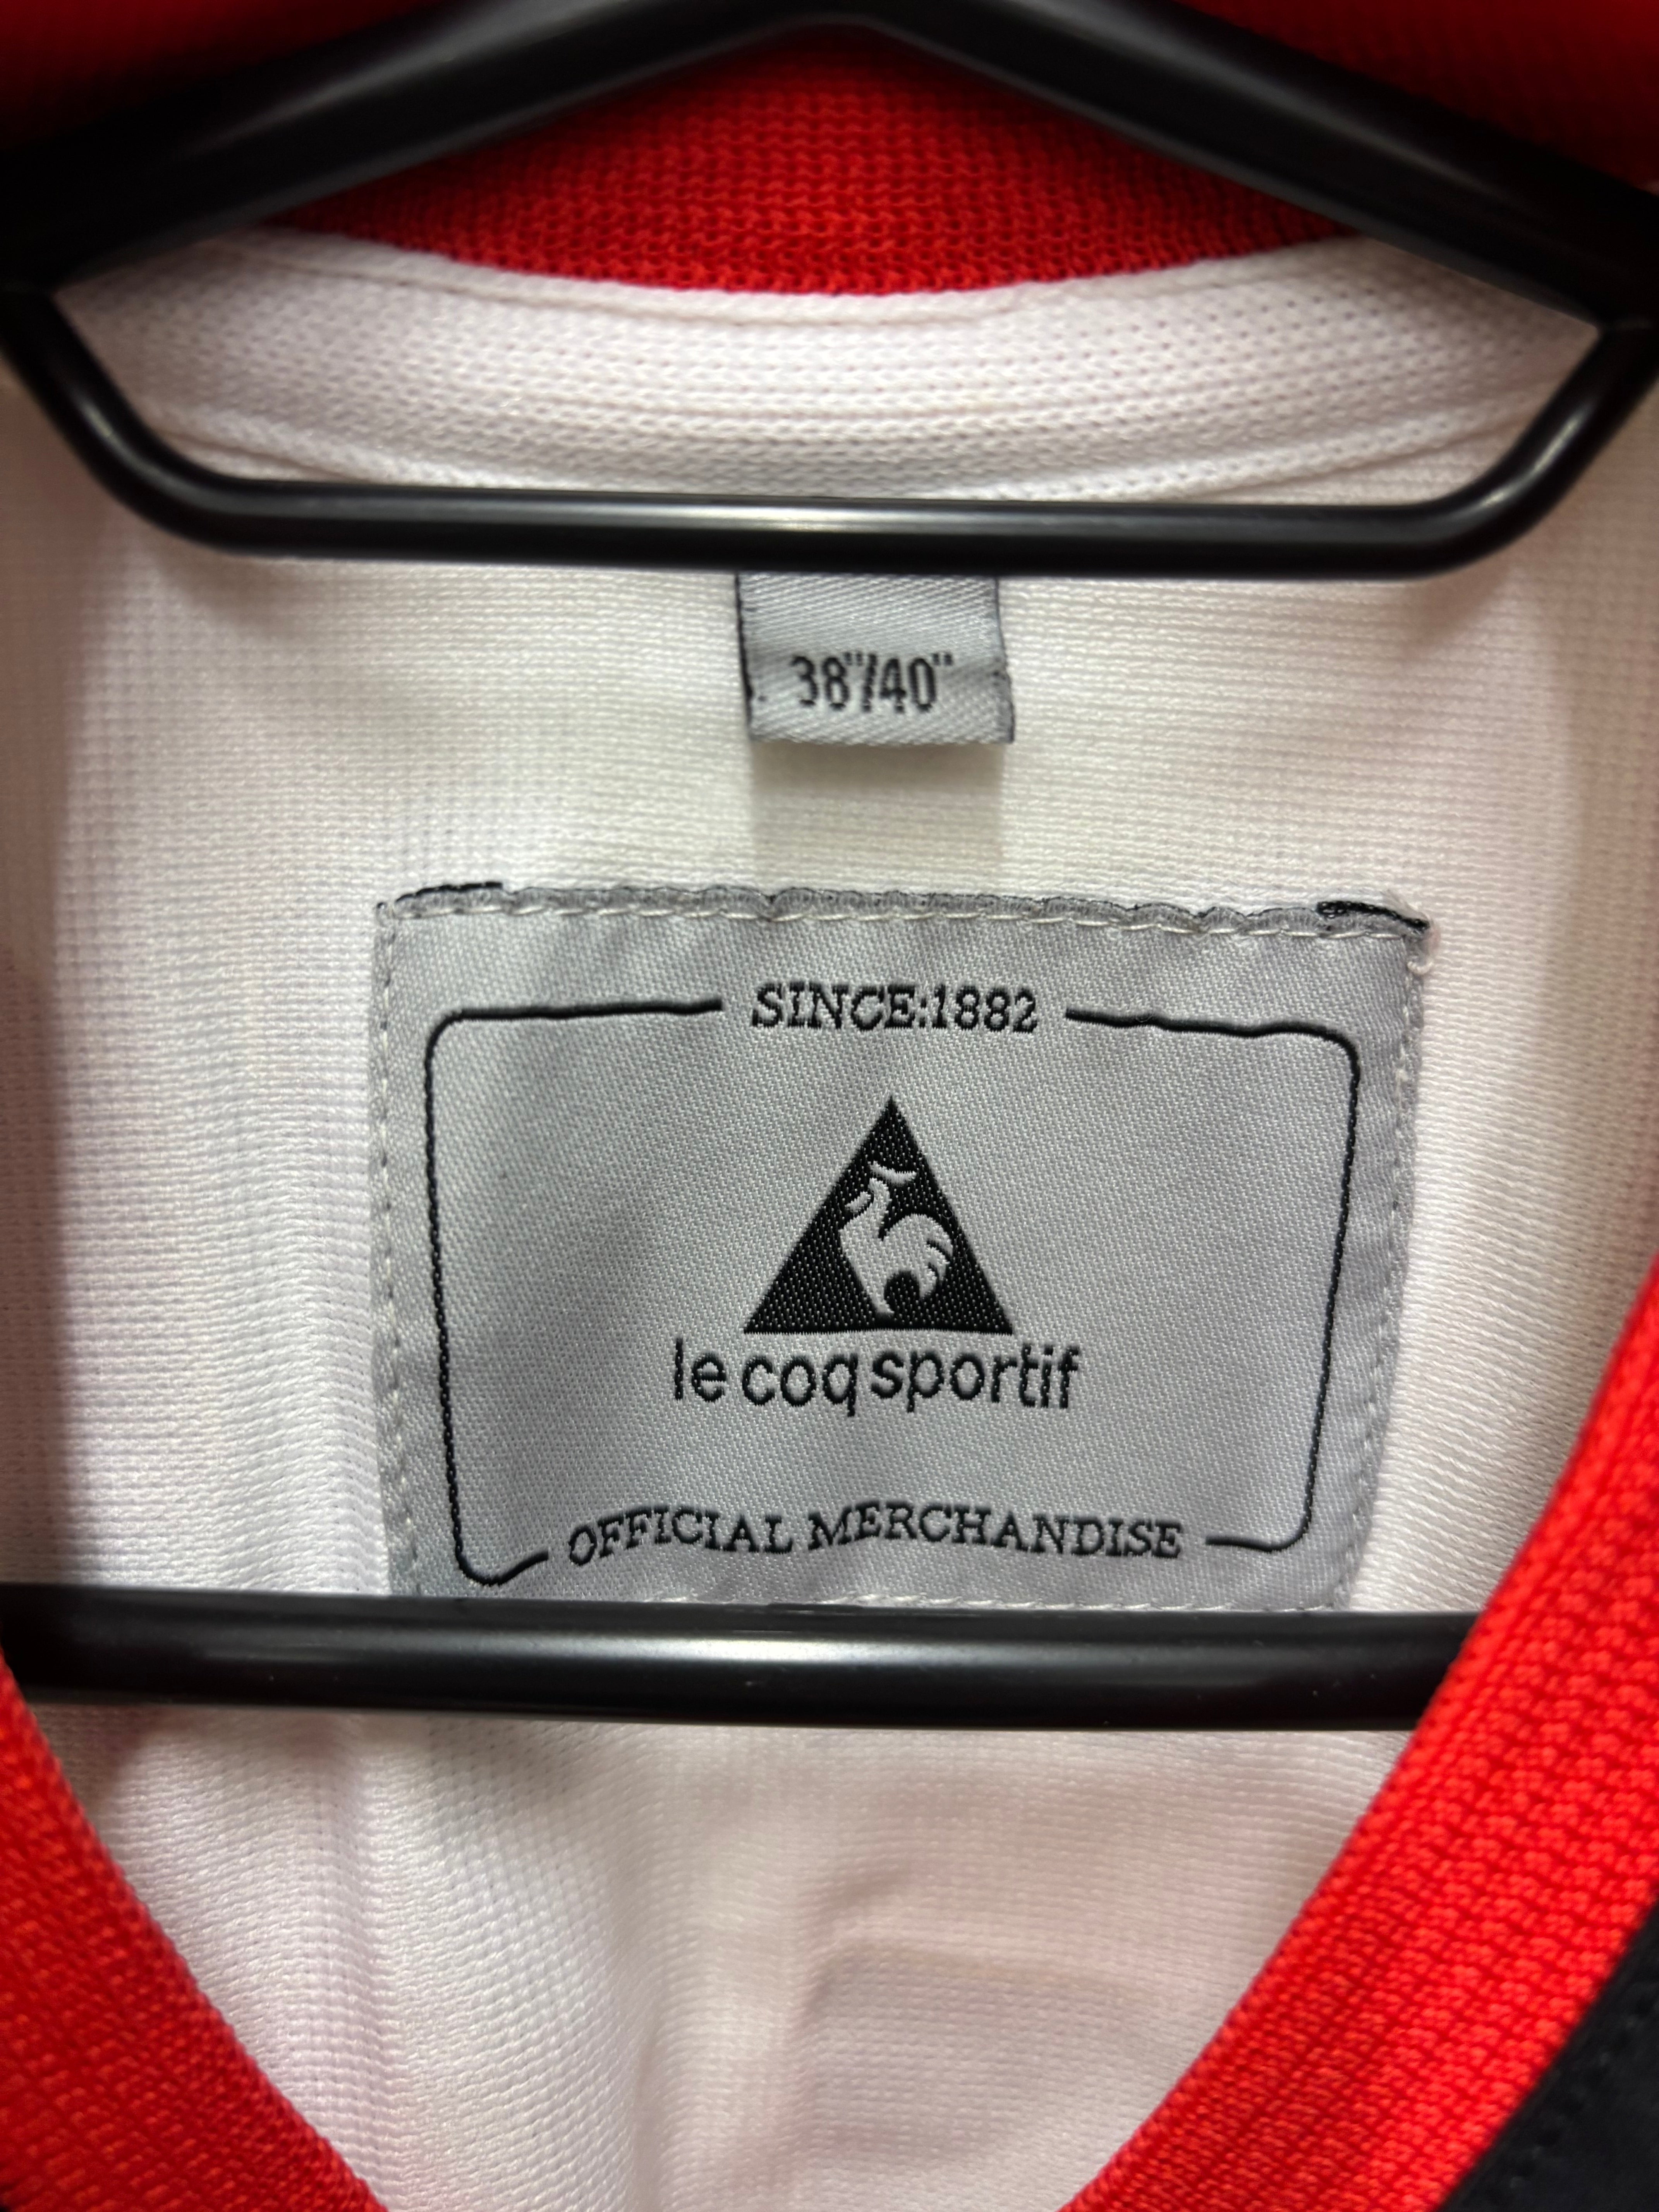 38"/40"
SINCE:1882
le coq sportif
OFFICIAL MERCHANDISE